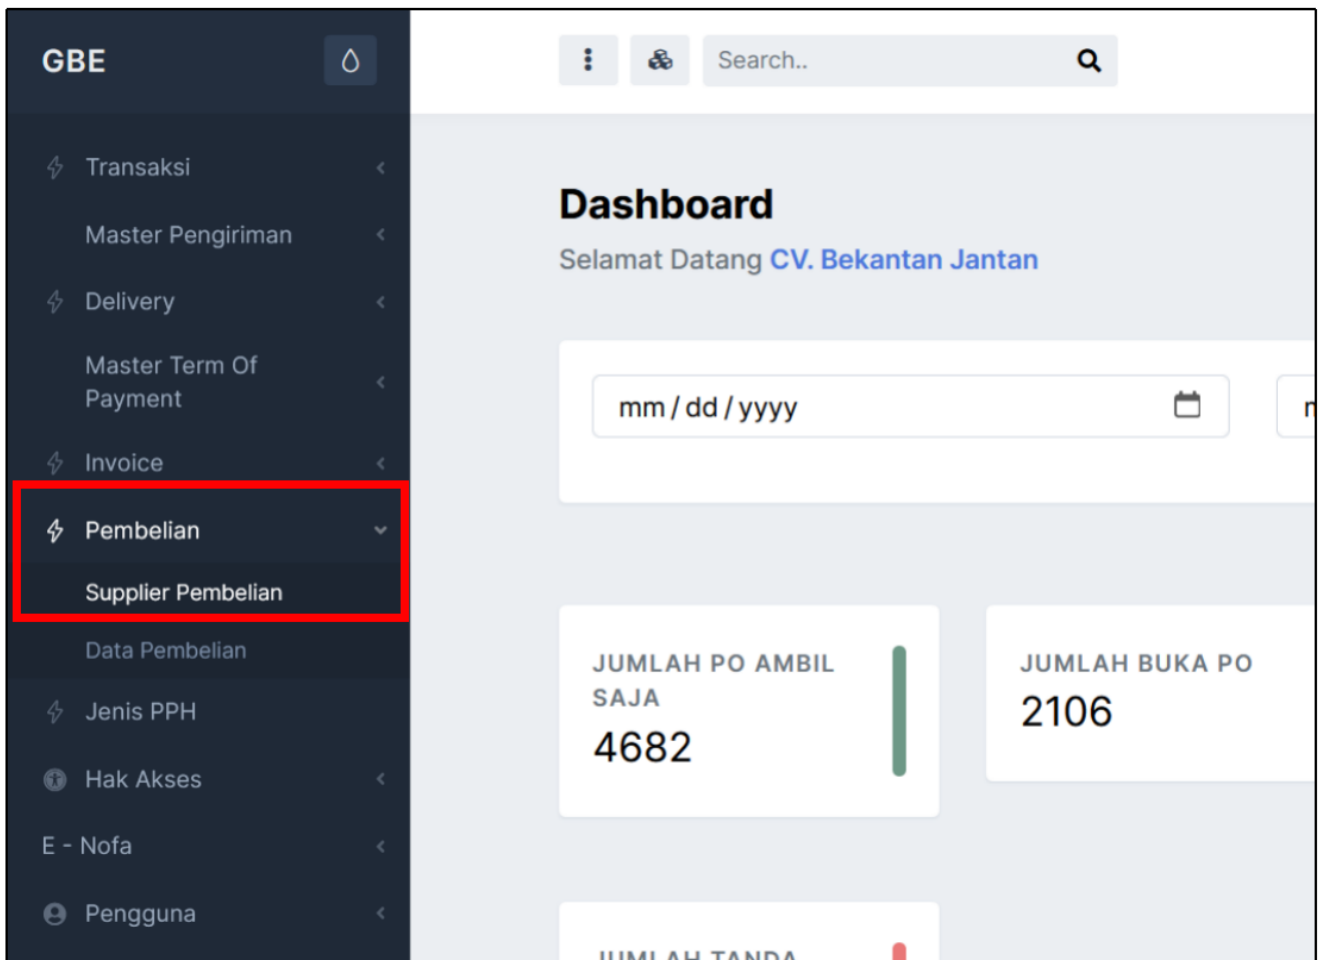 GBE
Search..
Transaksi
Master Pengiriman
Delivery
Master Term Of
Payment
Invoice
Pembelian
Supplier Pembelian
Data Pembelian
Jenis PPH
Hak Akses
E - Nofa
Pengguna
Dashboard
Selamat Datang CV. Bekantan Jantan
mm / dd / yyyy
JUMLAH PO AMBIL
SAJA
4682
JUMLAH BUKA PO
2106
JUMLAH TANDA